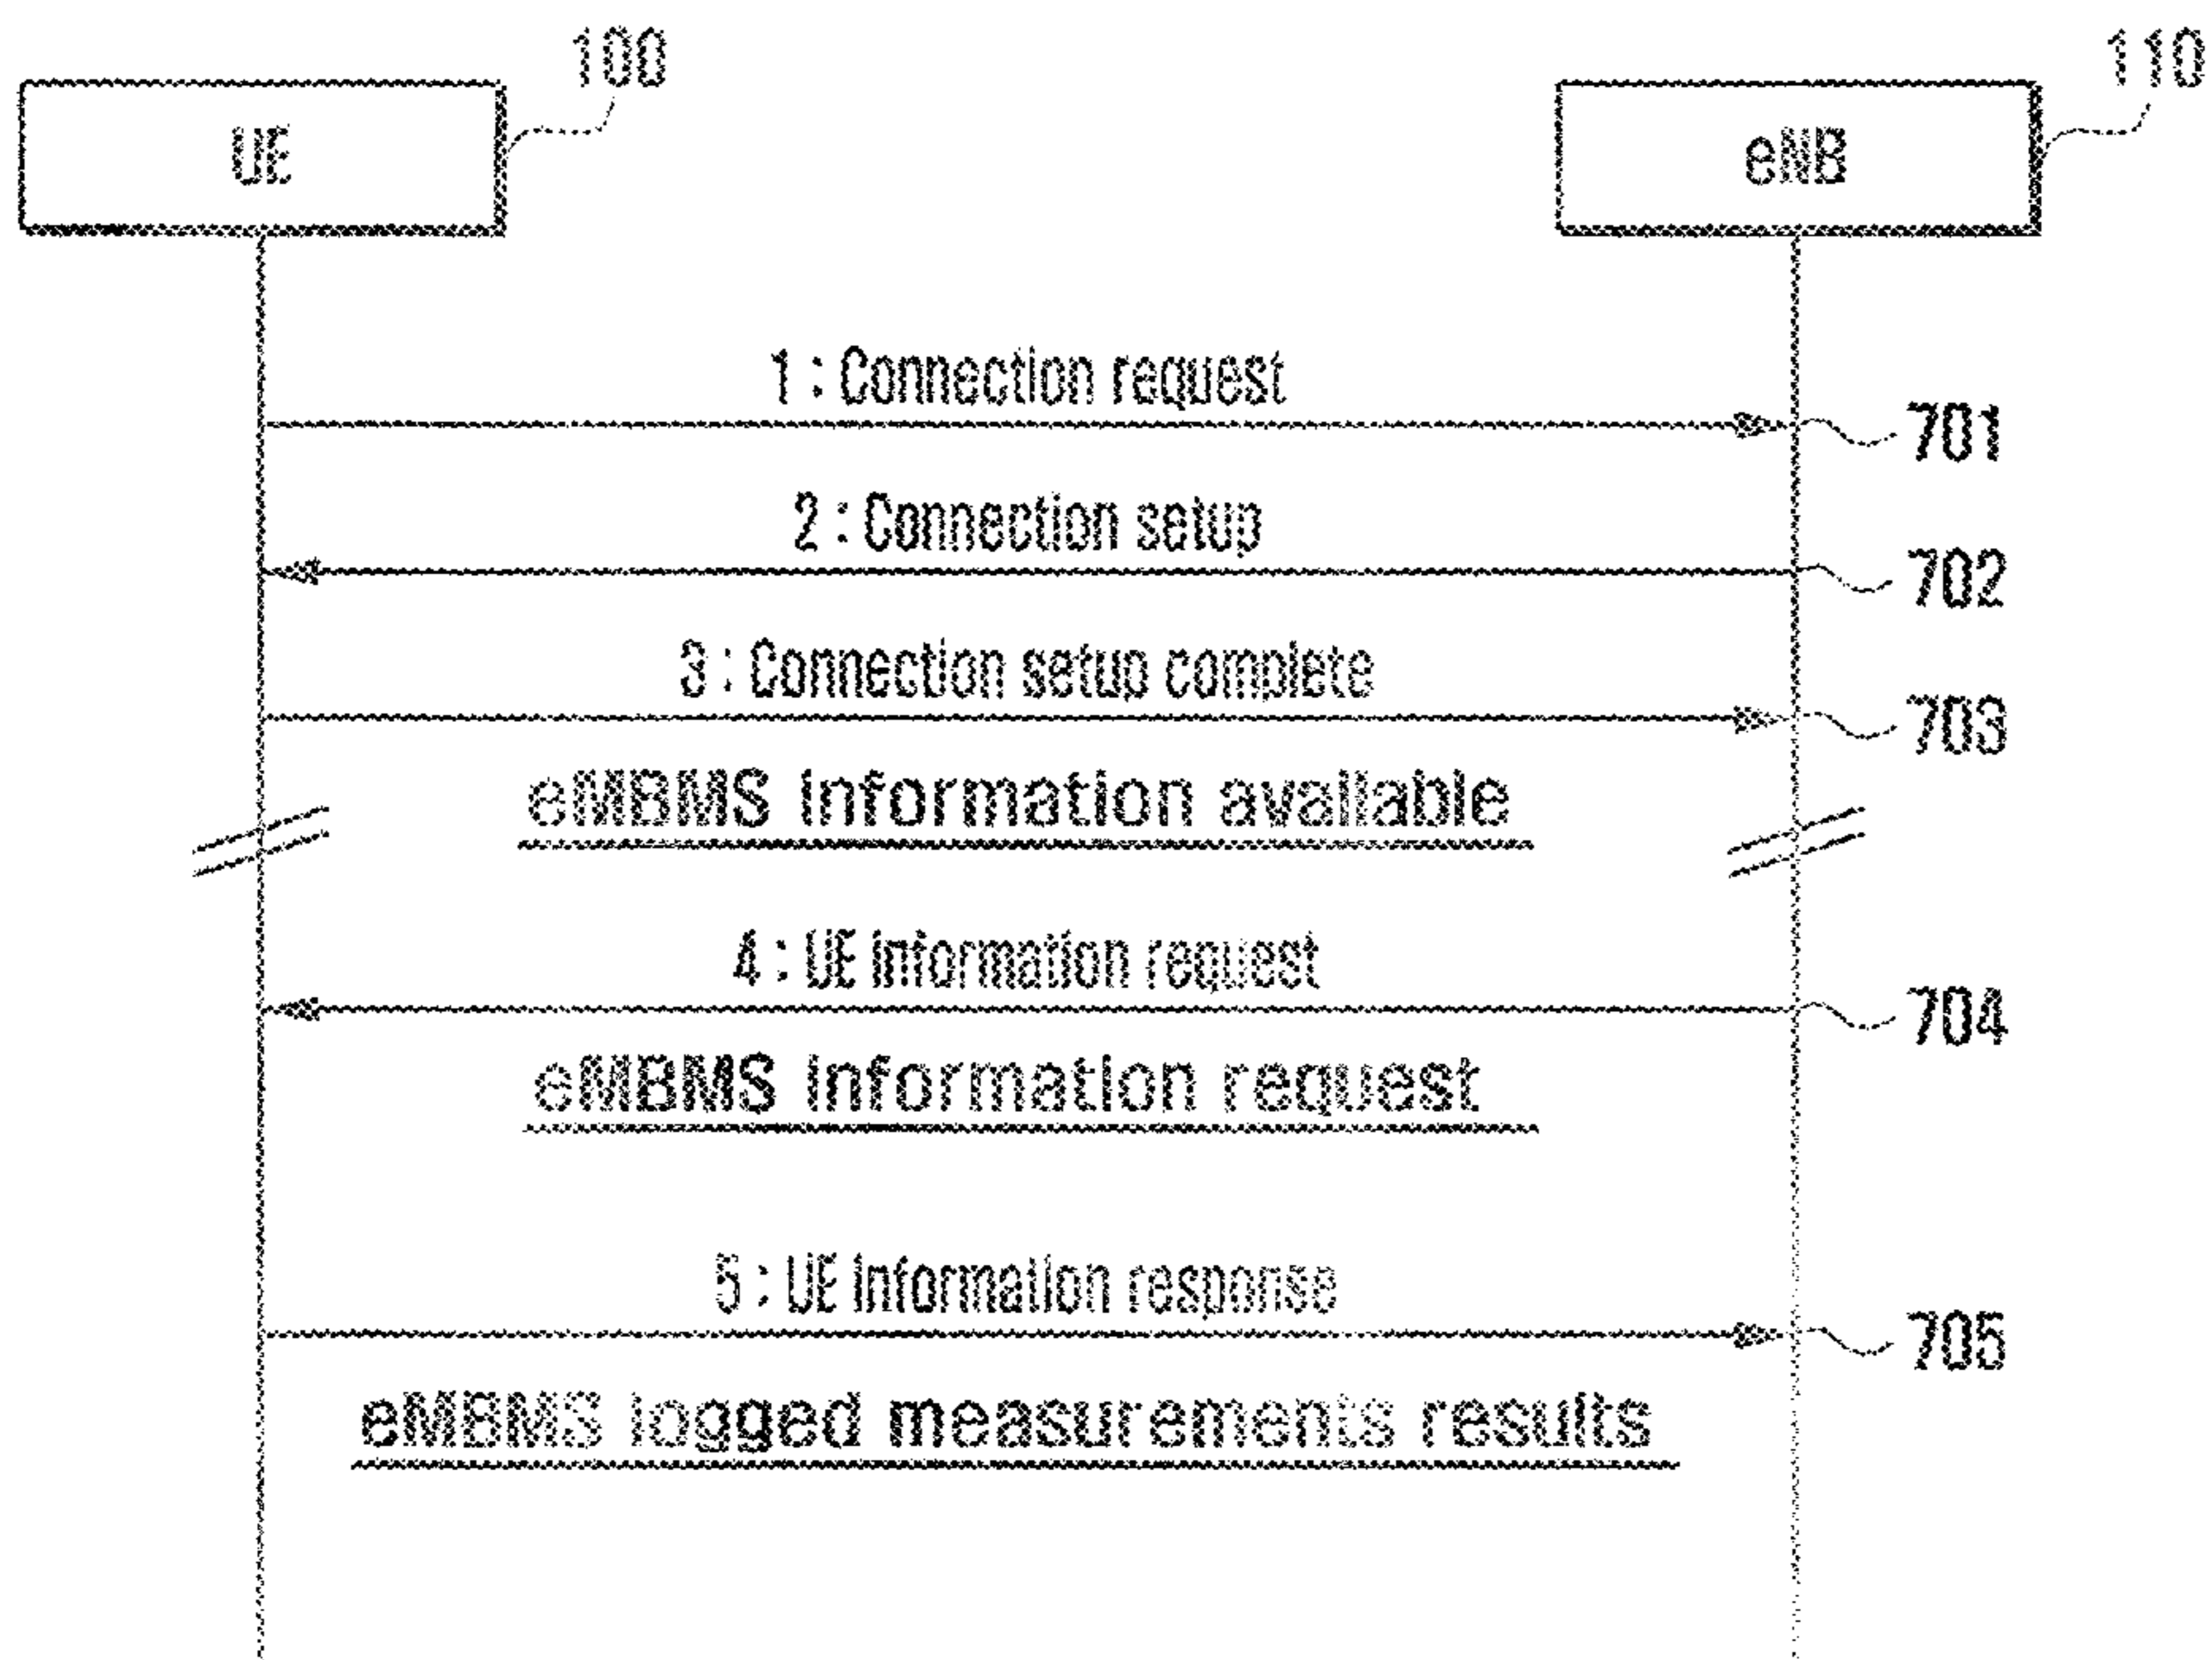 100
110
UE
eNB
1 : Connection request
701
2 : Connection setup
702
3 : Connection setup complete
703
eMBMS information available
4 : UE information request
704
eMBMS information request
5 : UE information response
705
eMBMS logged measurements results